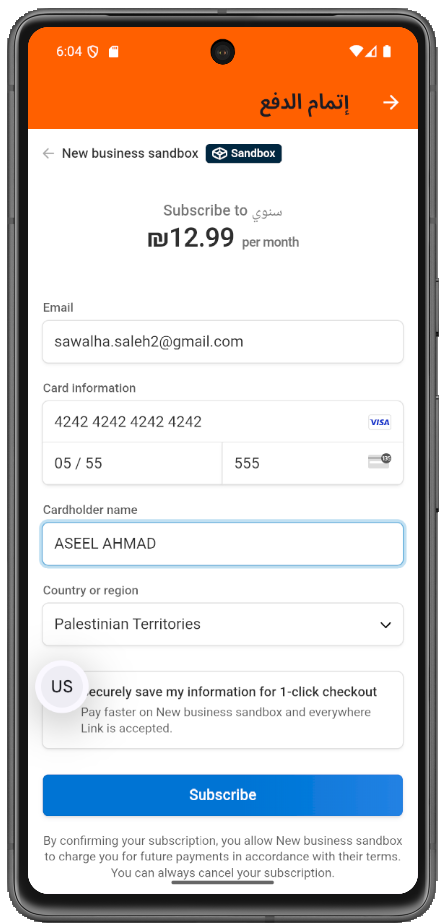 6:04
إتمام الدفع
New business sandbox Sandbox
Subscribe to سنوي
₪12.99 per month
Email
sawalha.saleh2@gmail.com
Card information
4242 4242 4242 4242 VISA
05 / 55 555 135
Cardholder name
ASEEL AHMAD
Country or region
Palestinian Territories
US
ecurely save my information for 1-click checkout
Pay faster on New business sandbox and everywhere
Link is accepted.
Subscribe
By confirming your subscription, you allow New business sandbox
to charge you for future payments in accordance with their terms.
You can always cancel your subscription.